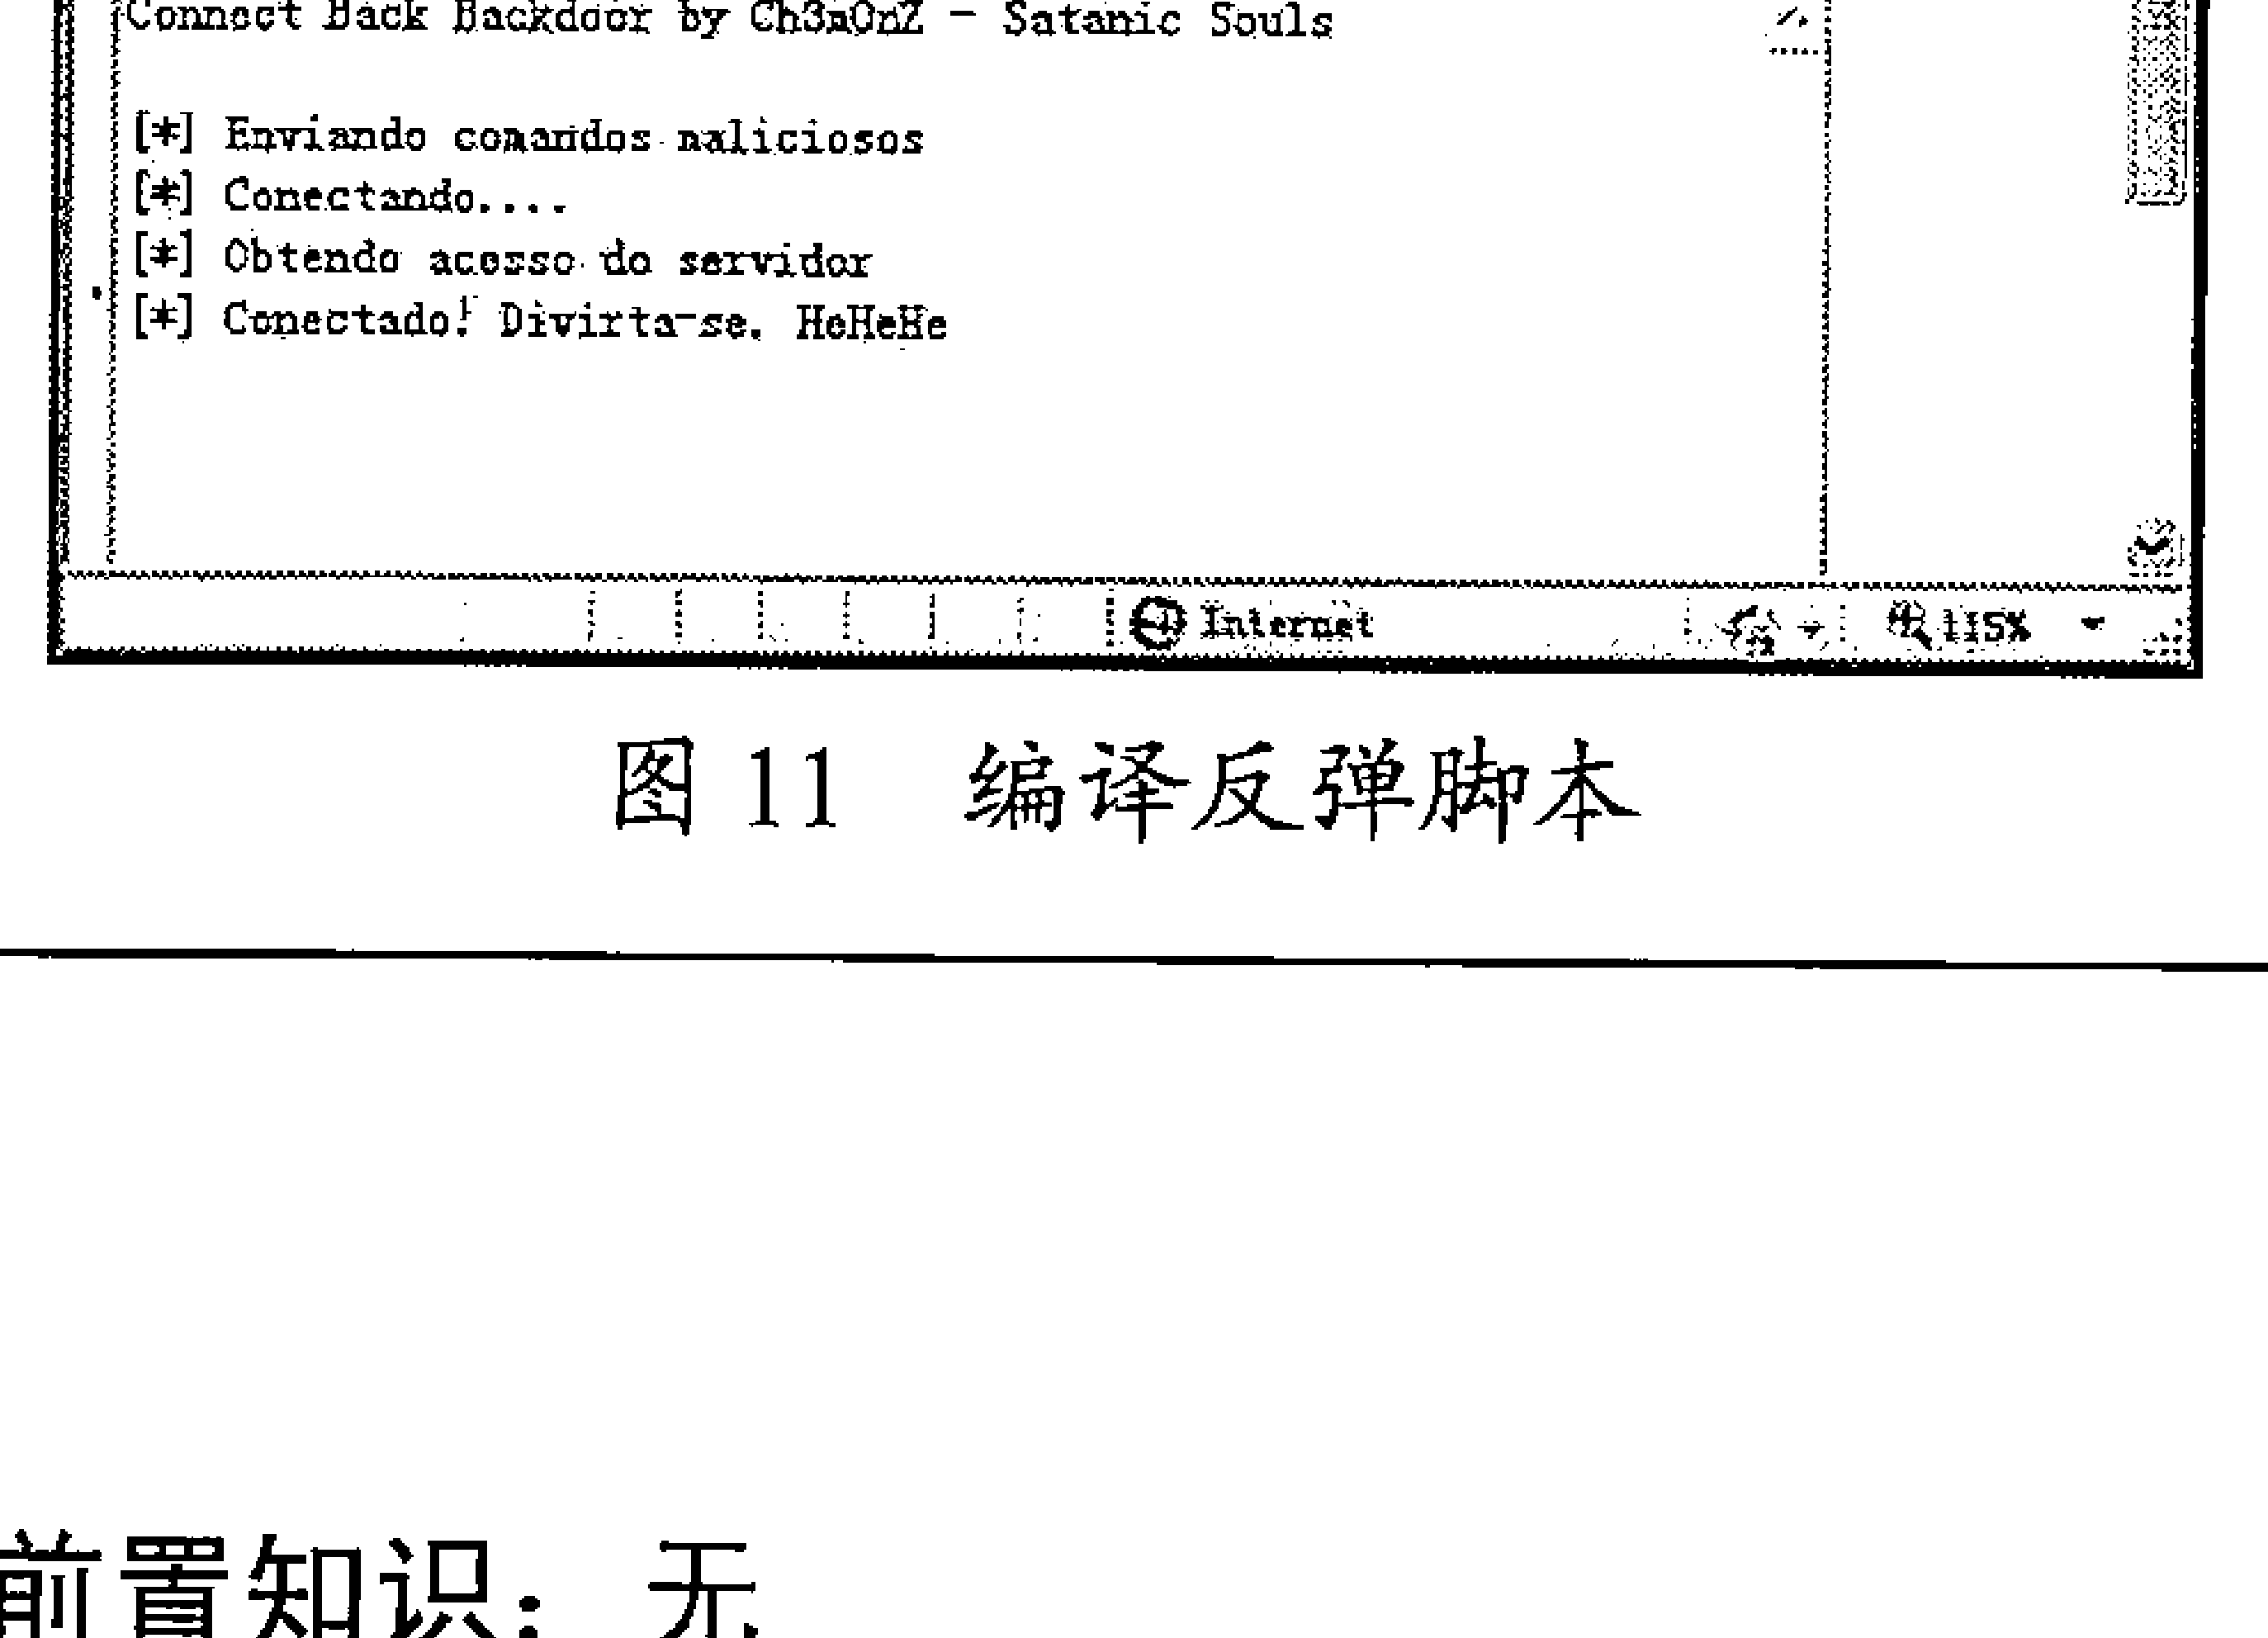 Connect Back Backdoor by Ch3mOnZ - Satanic Souls
[*] Enviando comandos maliciosos
[*] Conectando....
[*] Obtendo acesso do servidor
[*] Conectado! Divirta-se. HeHeHe
Internet 115%
图 11 编译反弹脚本
前置知识：无